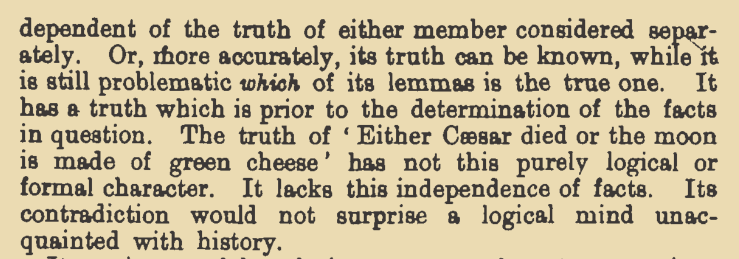 dependent of the truth of either member considered separ-
ately. Or, more accurately, its truth can be known, while it
is still problematic which of its lemmas is the true one. It
has a truth which is prior to the determination of the facts
in question. The truth of ‘ Either Cæsar died or the moon
is made of green cheese ’ has not this purely logical or
formal character. It lacks this independence of facts. Its
contradiction would not surprise a logical mind unac-
quainted with history.